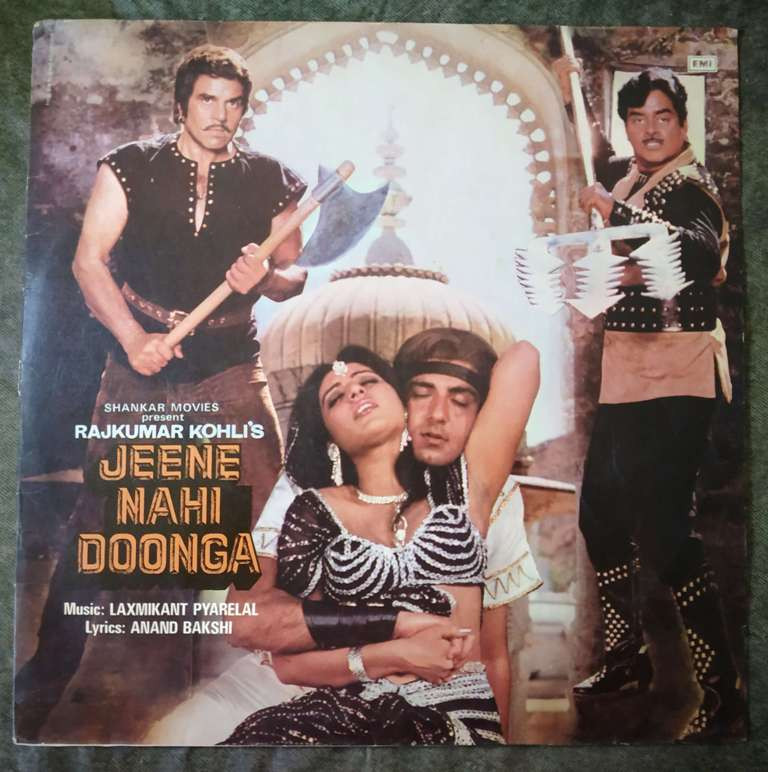 EMI
SHANKAR MOVIES
present
RAJKUMAR KOHLI'S
JEENE
NAHI
DOONGA
Music: LAXMIKANT PYARELAL
Lyrics: ANAND BAKSHI